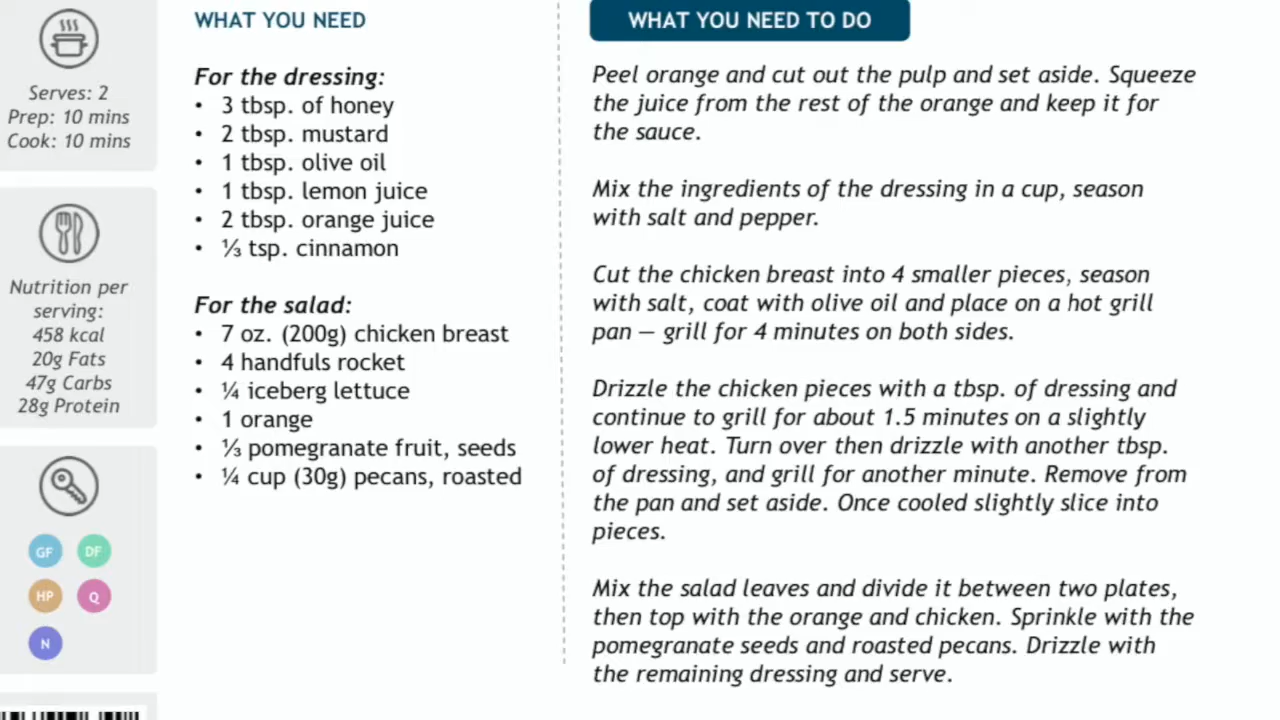 Serves: 2
Prep: 10 mins
Cook: 10 mins
Nutrition per
serving:
458 kcal
20g Fats
47g Carbs
28g Protein
GF
DF
HP
Q
N
WHAT YOU NEED
For the dressing:
• 3 tbsp. of honey
• 2 tbsp. mustard
• 1 tbsp. olive oil
• 1 tbsp. lemon juice
• 2 tbsp. orange juice
• ⅓ tsp. cinnamon
For the salad:
• 7 oz. (200g) chicken breast
• 4 handfuls rocket
• ¼ iceberg lettuce
• 1 orange
• ⅓ pomegranate fruit, seeds
• ¼ cup (30g) pecans, roasted
WHAT YOU NEED TO DO
Peel orange and cut out the pulp and set aside. Squeeze
the juice from the rest of the orange and keep it for
the sauce.
Mix the ingredients of the dressing in a cup, season
with salt and pepper.
Cut the chicken breast into 4 smaller pieces, season
with salt, coat with olive oil and place on a hot grill
pan – grill for 4 minutes on both sides.
Drizzle the chicken pieces with a tbsp. of dressing and
continue to grill for about 1.5 minutes on a slightly
lower heat. Turn over then drizzle with another tbsp.
of dressing, and grill for another minute. Remove from
the pan and set aside. Once cooled slightly slice into
pieces.
Mix the salad leaves and divide it between two plates,
then top with the orange and chicken. Sprinkle with the
pomegranate seeds and roasted pecans. Drizzle with
the remaining dressing and serve.